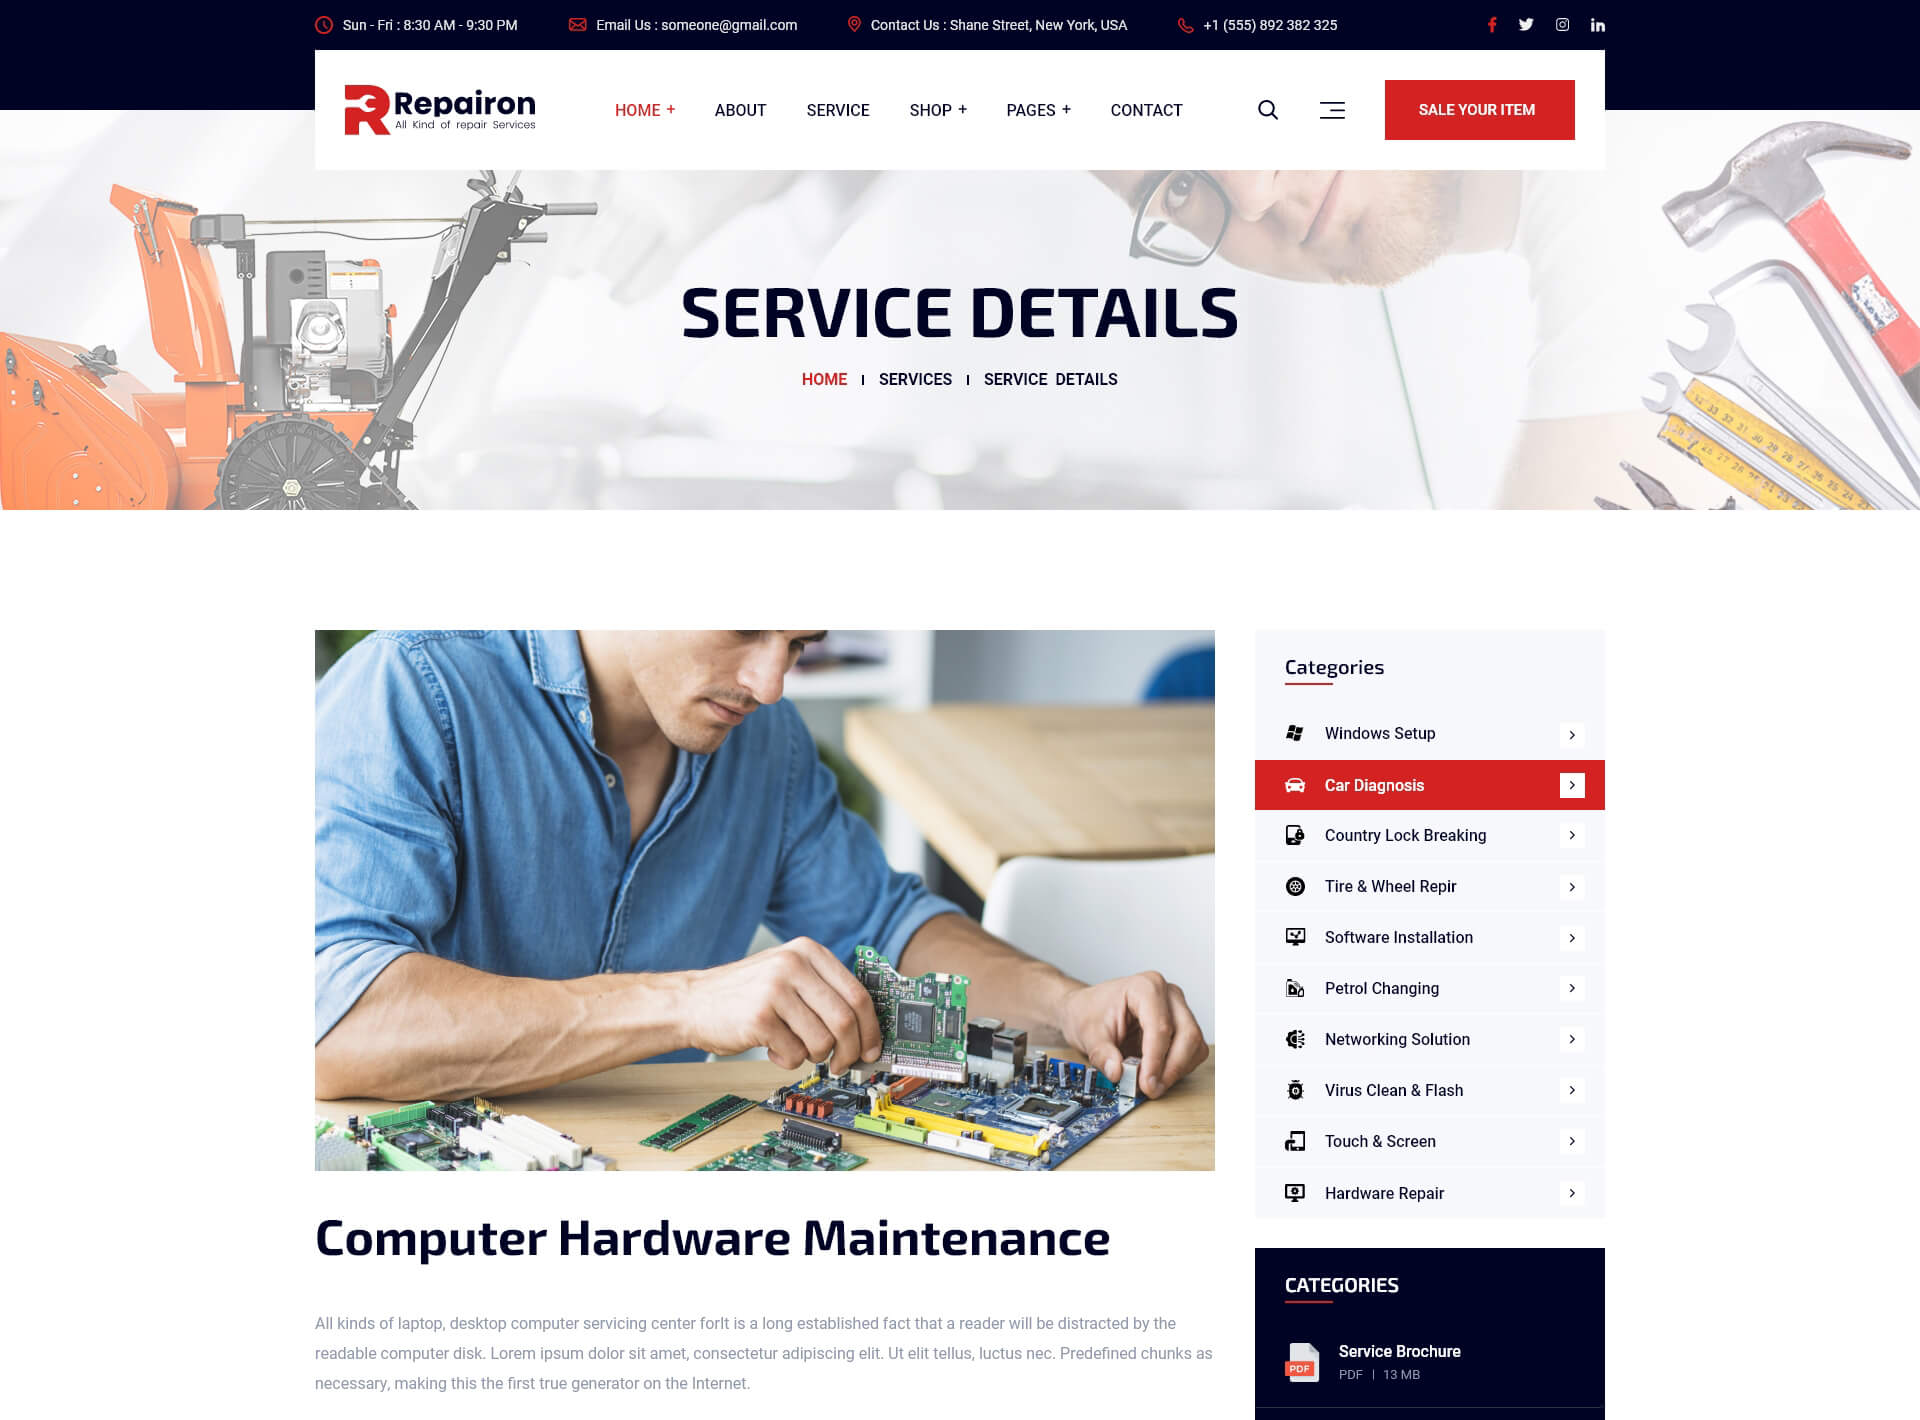 Sun - Fri : 8:30 AM - 9:30 PM
Email Us : someone@gmail.com
Contact Us : Shane Street, New York, USA
+1 (555) 892 382 325
Repairon
All Kind of repair Services
HOME +
ABOUT
SERVICE
SHOP +
PAGES +
CONTACT
SALE YOUR ITEM
SERVICE DETAILS
HOME | SERVICES | SERVICE DETAILS
Categories
Windows Setup
Car Diagnosis
Country Lock Breaking
Tire & Wheel Repir
Software Installation
Petrol Changing
Networking Solution
Virus Clean & Flash
Touch & Screen
Hardware Repair
Computer Hardware Maintenance
All kinds of laptop, desktop computer servicing center forIt is a long established fact that a reader will be distracted by the
readable computer disk. Lorem ipsum dolor sit amet, consectetur adipiscing elit. Ut elit tellus, luctus nec. Predefined chunks as
necessary, making this the first true generator on the Internet.
CATEGORIES
PDF
Service Brochure
PDF | 13 MB